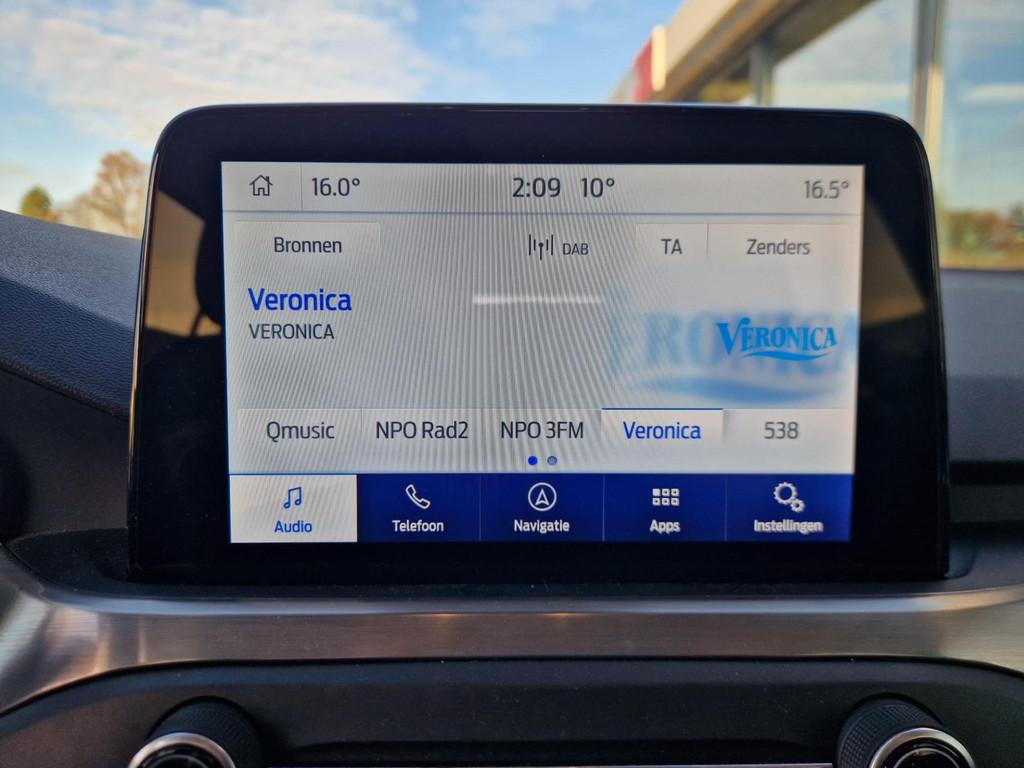 16.0° 2:09 10° 16.5°
Bronnen DAB TA Zenders
Veronica
VERONICA
VERONICA
Qmusic NPO Rad2 NPO 3FM Veronica 538
Audio Telefoon Navigatie Apps Instellingen